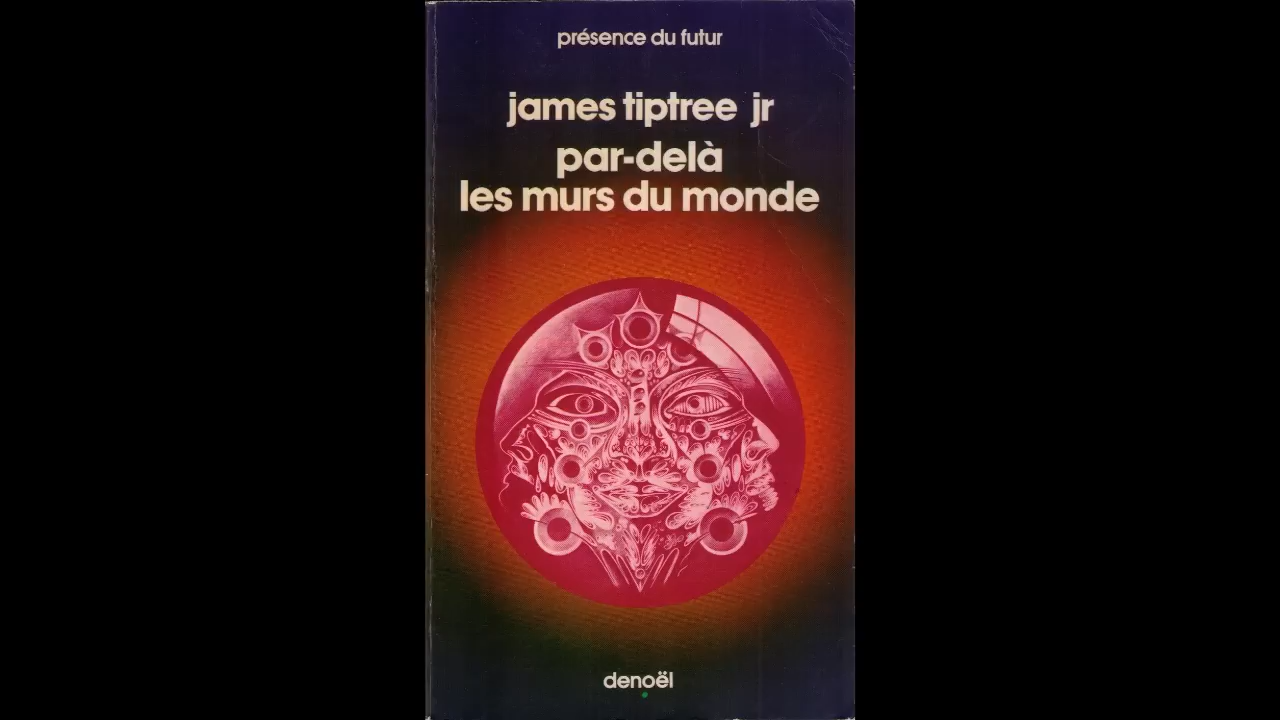 présence du futur
james tiptree jr
par-delà
les murs du monde
denoël